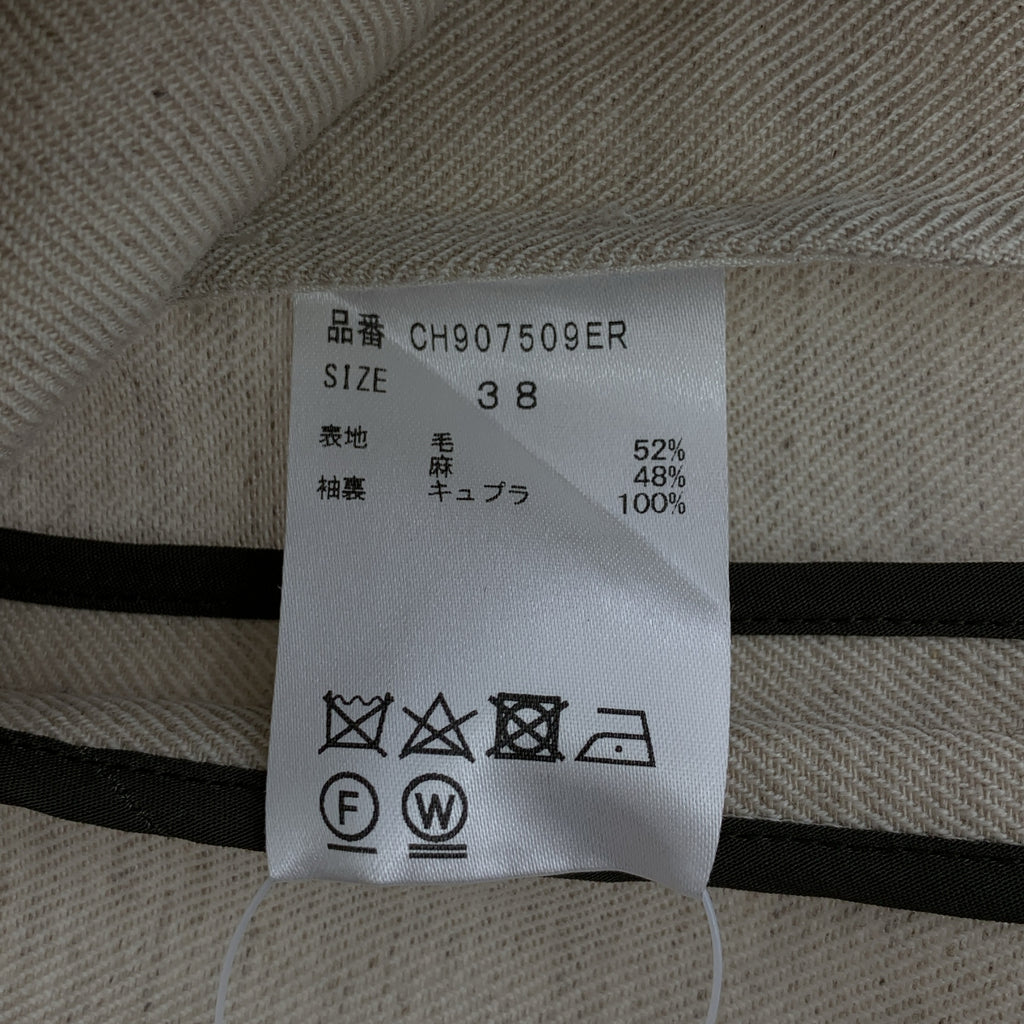 品番 CH907509ER
SIZE 38
表地 毛 52%
麻 48%
袖裏 キュプラ 100%
F W